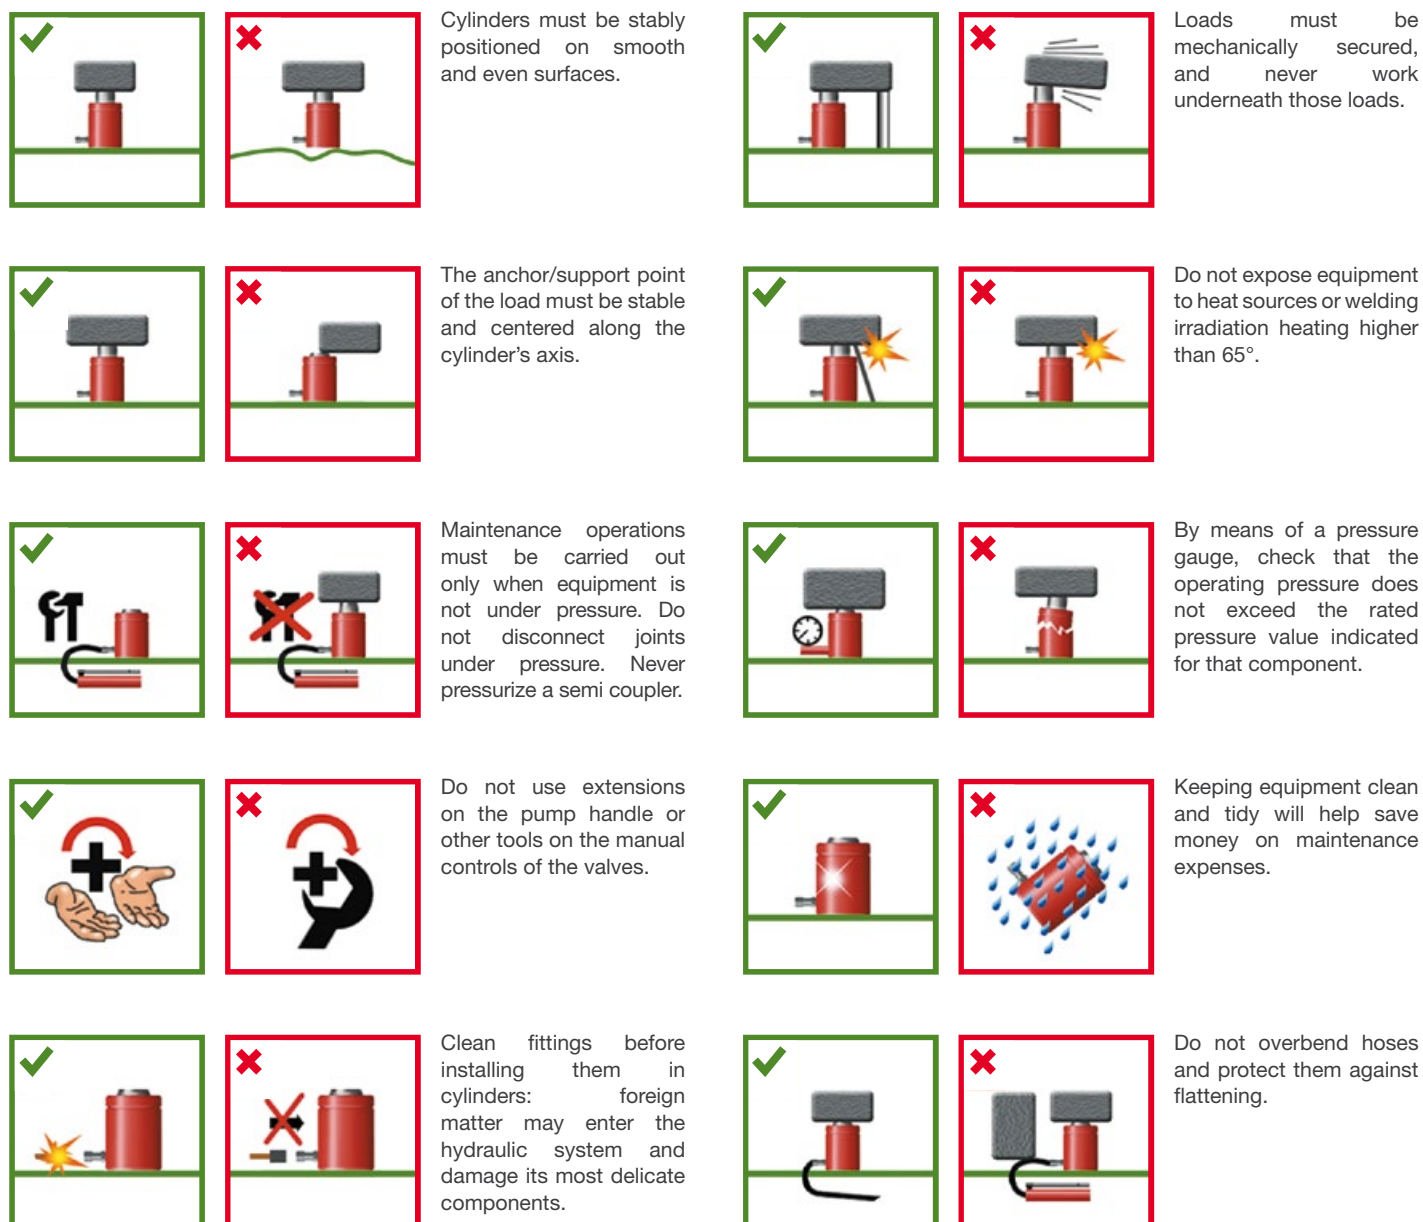 Cylinders must be stably
positioned on smooth
and even surfaces.
Loads must be
mechanically secured,
and never work
underneath those loads.
The anchor/support point
of the load must be stable
and centered along the
cylinder's axis.
Do not expose equipment
to heat sources or welding
irradiation heating higher
than 65°.
Maintenance operations
must be carried out
only when equipment is
not under pressure. Do
not disconnect joints
under pressure. Never
pressurize a semi coupler.
By means of a pressure
gauge, check that the
operating pressure does
not exceed the rated
pressure value indicated
for that component.
Do not use extensions
on the pump handle or
other tools on the manual
controls of the valves.
Keeping equipment clean
and tidy will help save
money on maintenance
expenses.
Clean fittings before
installing them in
cylinders: foreign
matter may enter the
hydraulic system and
damage its most delicate
components.
Do not overbend hoses
and protect them against
flattening.